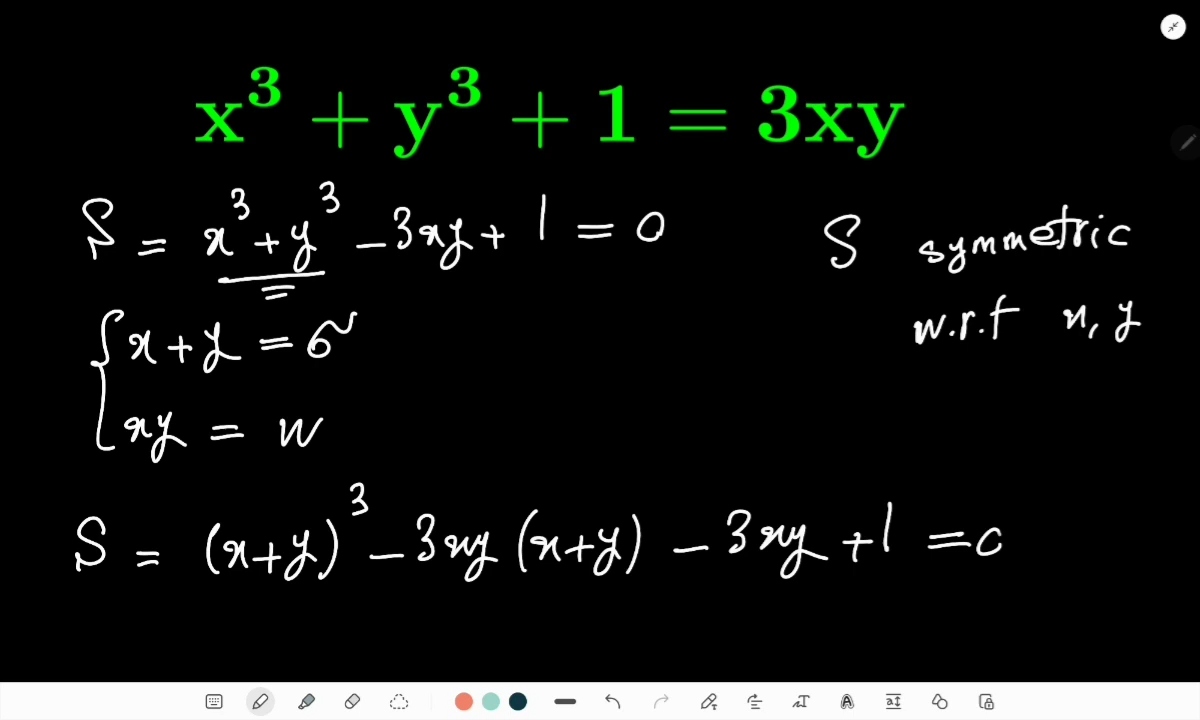 x³ + y³ + 1 = 3xy
S = x³ + y³ - 3xy + 1 = 0
S symmetric
w.r.t x, y
x + y = σ
xy = w
S = (x+y)³ - 3xy (x+y) - 3xy + 1 = 0